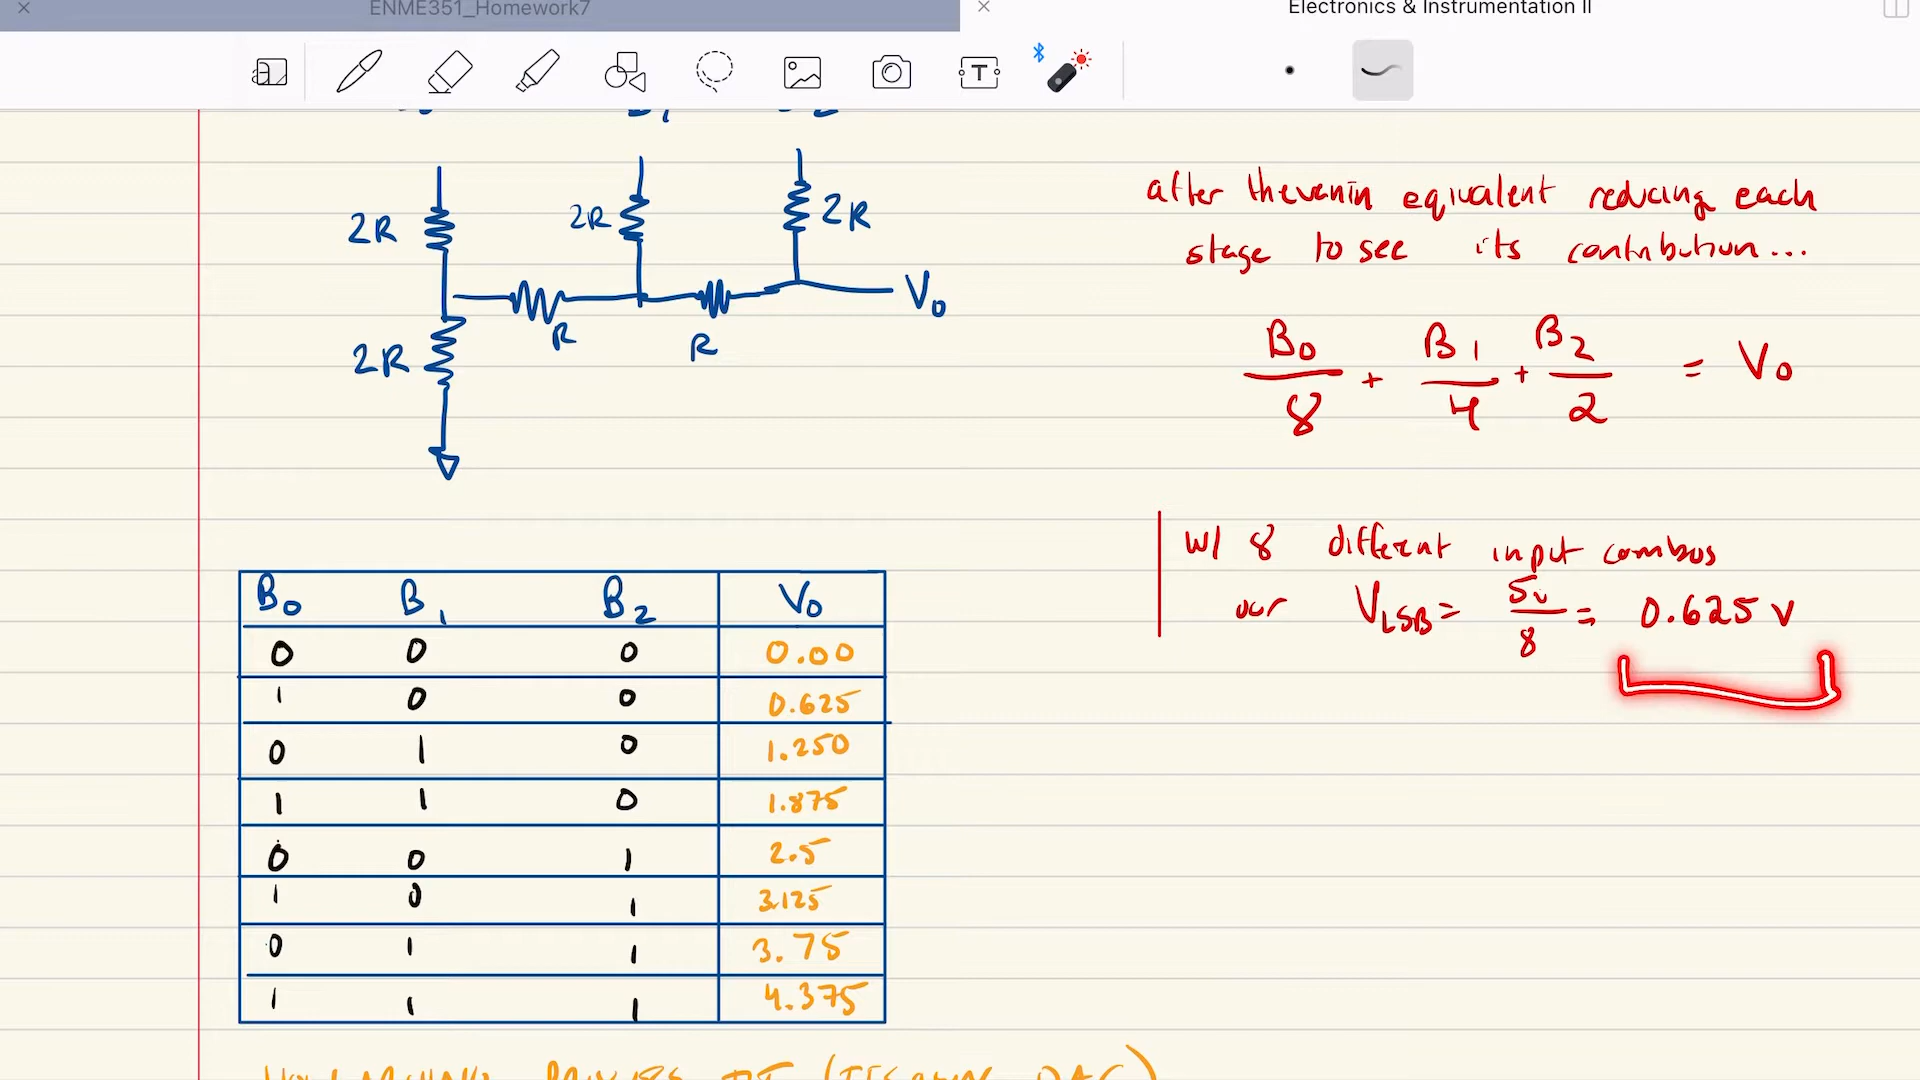 ENME351_Homework7
Electronics & Instrumentation II
T
B1
2R
2R
2R
V0
R
R
2R
after thevenin equivalent reducing each
stage to see its contribution...
B0/8 + B1/4 + B2/2 = V0
w/ 8 different input combos
our VLSB = 5v/8 = 0.625 v
B0 B1 B2 V0
0 0 0 0.00
1 0 0 0.625
0 1 0 1.250
1 1 0 1.875
0 0 1 2.5
1 0 1 3.125
0 1 1 3.75
1 1 1 4.375